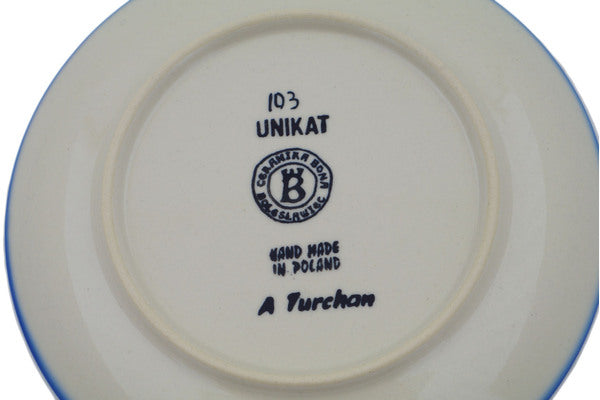 103
UNIKAT
CERAMIKA BONA
B
BOLESŁAWIEC
HAND MADE
IN POLAND
A Turchan